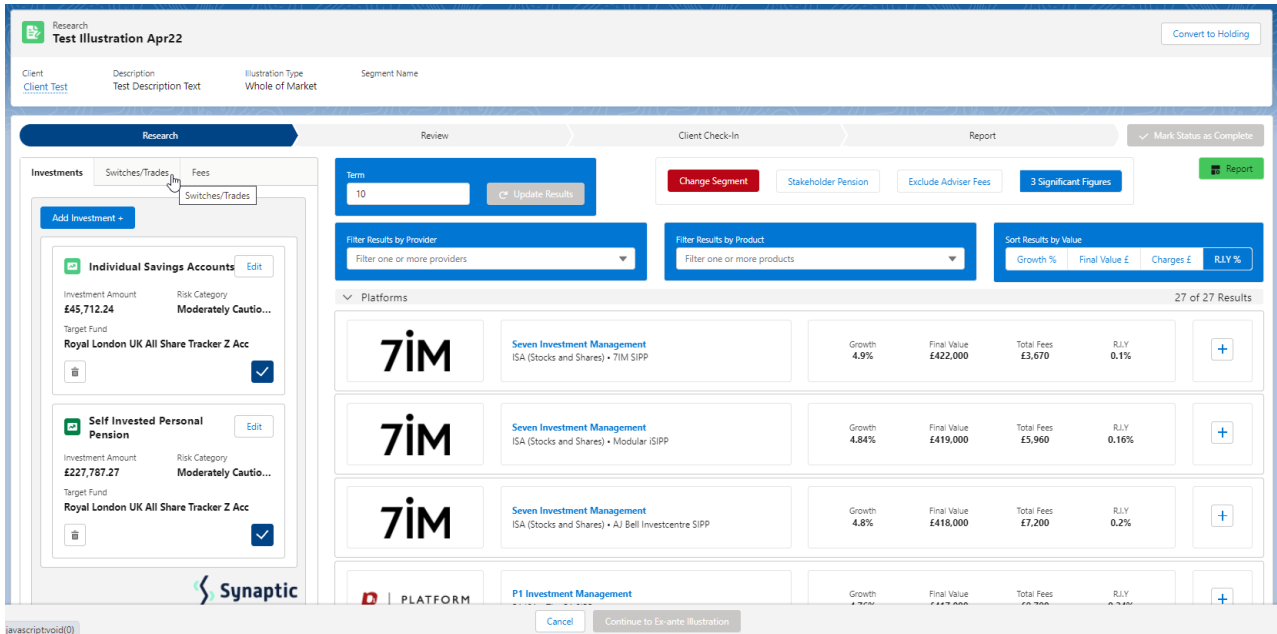 Research
Test Illustration Apr22
Convert to Holding
Client Description Illustration Type Segment Name
Client Test Test Description Text Whole of Market
Research Review Client Check-In Report Mark Status as Complete
Investments Switches/Trades Fees
Switches/Trades
Add Investment +
Individual Savings Accounts Edit
Investment Amount Risk Category
£45,712.24 Moderately Cautio...
Target Fund
Royal London UK All Share Tracker Z Acc
Self Invested Personal Pension Edit
Investment Amount Risk Category
£227,787.27 Moderately Cautio...
Target Fund
Royal London UK All Share Tracker Z Acc
Synaptic
Term
10 Update Results
Change Segment Stakeholder Pension Exclude Adviser Fees 3 Significant Figures
Report
Filter Results by Provider
Filter one or more providers
Filter Results by Product
Filter one or more products
Sort Results by Value
Growth % Final Value £ Charges £ R.I.Y %
Platforms 27 of 27 Results
7iM
Seven Investment Management
ISA (Stocks and Shares) • 7IM SIPP
Growth Final Value Total Fees R.I.Y
4.9% £422,000 £3,670 0.1%
7iM
Seven Investment Management
ISA (Stocks and Shares) • Modular iSIPP
Growth Final Value Total Fees R.I.Y
4.84% £419,000 £5,960 0.16%
7iM
Seven Investment Management
ISA (Stocks and Shares) • AJ Bell Investcentre SIPP
Growth Final Value Total Fees R.I.Y
4.8% £418,000 £7,200 0.2%
PLATFORM
P1 Investment Management
Growth Final Value Total Fees R.I.Y
Cancel Continue to Ex-ante Illustration
javascript:void(0)